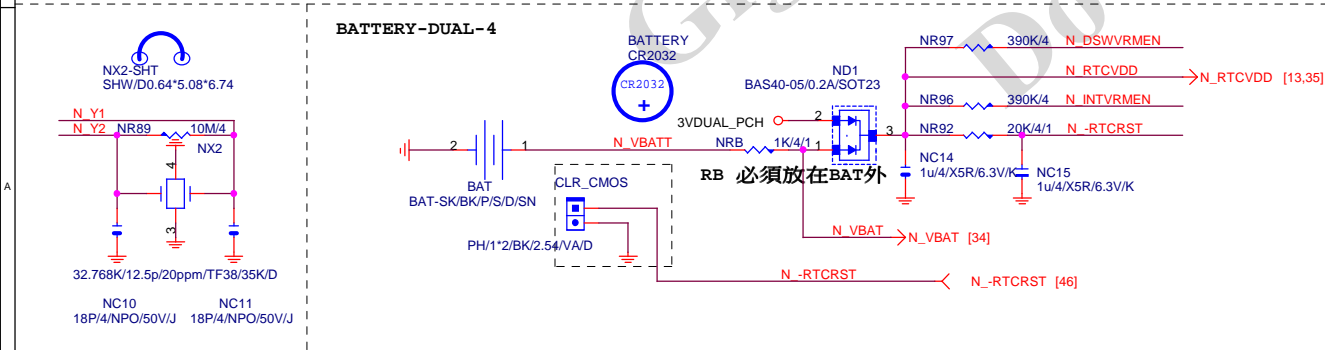 BATTERY-DUAL-4
NX2-SHT
SHW/D0.64*5.08*6.74
N_Y1
N_Y2
NR89
10M/4
NX2
4
3
32.768K/12.5p/20ppm/TF38/35K/D
NC10
18P/4/NPO/50V/J
NC11
18P/4/NPO/50V/J
A
BATTERY
CR2032
CR2032
+
2
1
BAT
BAT-SK/BK/P/S/D/SN
N_VBATT
NRB
1K/4/1
3VDUAL_PCH
ND1
BAS40-05/0.2A/SOT23
2
1
3
RB 必須放在BAT外
CLR_CMOS
PH/1*2/BK/2.54/VA/D
N_VBAT
N_VBAT [34]
N_-RTCRST
N_-RTCRST [46]
NR97
390K/4
N_DSWVRMEN
N_RTCVDD
N_RTCVDD [13,35]
NR96
390K/4
N_INTVRMEN
NR92
20K/4/1
N_-RTCRST
NC14
1u/4/X5R/6.3V/K
NC15
1u/4/X5R/6.3V/K